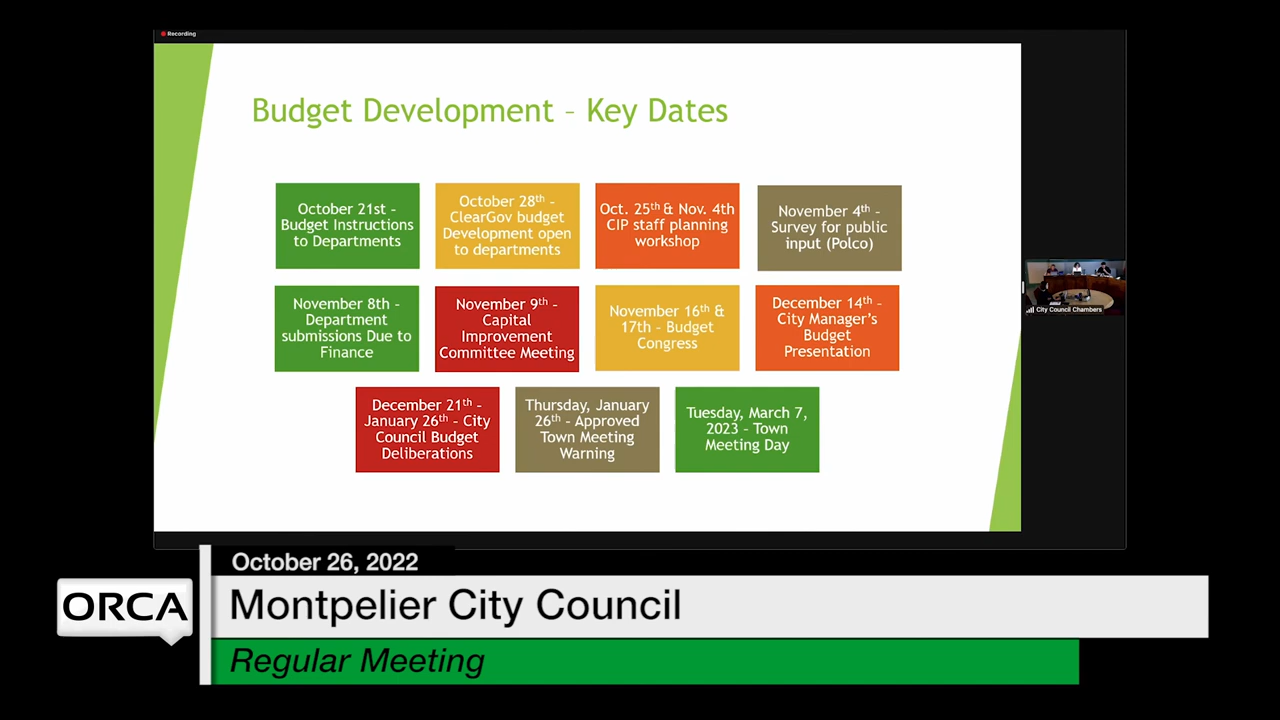 Recording
Budget Development – Key Dates
October 21st –
Budget Instructions
to Departments
October 28th –
ClearGov budget
Development open
to departments
Oct. 25th & Nov. 4th
CIP staff planning
workshop
November 4th –
Survey for public
input (Polco)
November 8th –
Department
submissions Due to
Finance
November 9th –
Capital
Improvement
Committee Meeting
November 16th &
17th – Budget
Congress
December 14th –
City Manager's
Budget
Presentation
December 21th –
January 26th – City
Council Budget
Deliberations
Thursday, January
26th – Approved
Town Meeting
Warning
Tuesday, March 7,
2023 – Town
Meeting Day
City Council Chambers
October 26, 2022
ORCA
Montpelier City Council
Regular Meeting